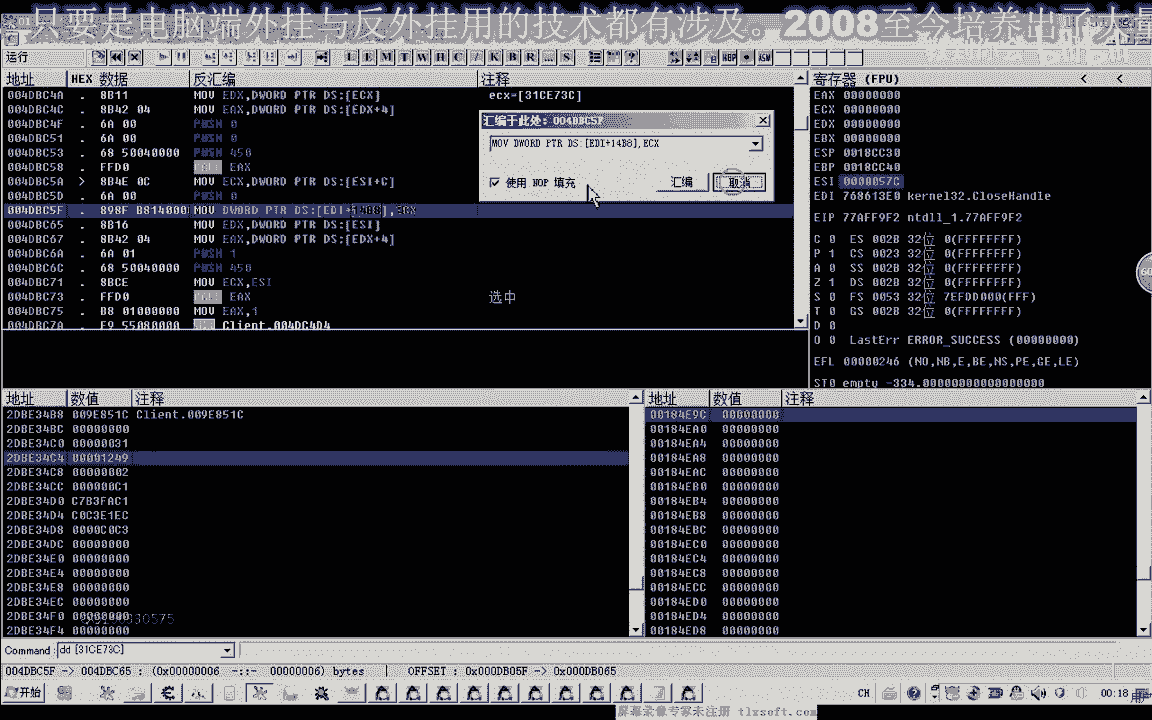 只要是电脑端外挂与反外挂用的技术都有涉及。2008至今培养出了大量
运行
L E M T W H C / K B R ... S
地址 HEX 数据 反汇编 注释
004DBC4A . 8B11 MOV EDX,DWORD PTR DS:[ECX] ecx=[31CE73C]
004DBC4C . 8B42 04 MOV EAX,DWORD PTR DS:[EDX+4]
004DBC4F . 6A 00 PUSH 0
004DBC51 . 6A 00 PUSH 0
004DBC53 . 68 50040000 PUSH 450
004DBC58 . FFD0 CALL EAX
004DBC5A > 8B4E 0C MOV ECX,DWORD PTR DS:[ESI+C]
004DBC5D . 6A 00 PUSH 0
004DBC5F . 898F B8140000 MOV DWORD PTR DS:[EDI+14B8],ECX
004DBC65 . 8B16 MOV EDX,DWORD PTR DS:[ESI]
004DBC67 . 8B42 04 MOV EAX,DWORD PTR DS:[EDX+4]
004DBC6A . 6A 01 PUSH 1
004DBC6C . 68 50040000 PUSH 450
004DBC71 . 8BCE MOV ECX,ESI
004DBC73 . FFD0 CALL EAX 选中
004DBC75 . B8 01000000 MOV EAX,1
004DBC7A . E9 55080000 Client.004DC4D4
汇编于此处: 004DBC5F
MOV DWORD PTR DS:[EDI+14B8],ECX
使用 NOP 填充 汇编 取消
寄存器 (FPU) < <
EAX 00000000
ECX 00000000
EDX 00000000
EBX 00000000
ESP 0018CC30
EBP 0018CC40
ESI 0000057C
EDI 768613E0 kernel32.CloseHandle
EIP 77AFF9F2 ntdll_1.77AFF9F2
C 0 ES 002B 32位 0(FFFFFFFF)
P 1 CS 0023 32位 0(FFFFFFFF)
A 0 SS 002B 32位 0(FFFFFFFF)
Z 1 DS 002B 32位 0(FFFFFFFF)
S 0 FS 0053 32位 7EFDD000(FFF)
T 0 GS 002B 32位 0(FFFFFFFF)
D 0
O 0 LastErr ERROR_SUCCESS (00000000)
EFL 00000246 (NO,NB,E,BE,NS,PE,GE,LE)
ST0 empty -334.00000000000000000
地址 数值 注释
2DBE34B8 009E851C Client.009E851C
2DBE34BC 00000000
2DBE34C0 00000031
2DBE34C4 00001249
2DBE34C8 00000002
2DBE34CC 000000C1
2DBE34D0 C7B3FAC1
2DBE34D4 C0C3E1EC
2DBE34D8 0000C0C3
2DBE34DC 00000000
2DBE34E0 00000000
2DBE34E4 00000000
2DBE34E8 00000000
2DBE34EC 00000000
2DBE34F0
2DBE34F4 00000000
地址 数值 注释
00184E9C 00000000
00184EA0 00000000
00184EA4 00000000
00184EA8 00000000
00184EAC 00000000
00184EB0 00000000
00184EB4 00000000
00184EB8 00000000
00184EBC 00000000
00184EC0 00000000
00184EC4 00000000
00184EC8 00000000
00184ECC 00000000
00184ED0 00000000
00184ED4 00000000
00184ED8 00000000
Command: dd [31CE73C]
004DBC5F -> 004DBC65 : (0x00000006 -::- 00000006) bytes | OFFSET : 0x000DB05F -> 0x000DB065
开始 CH 00:18
屏幕录像专家未注册 tlxsoft.com